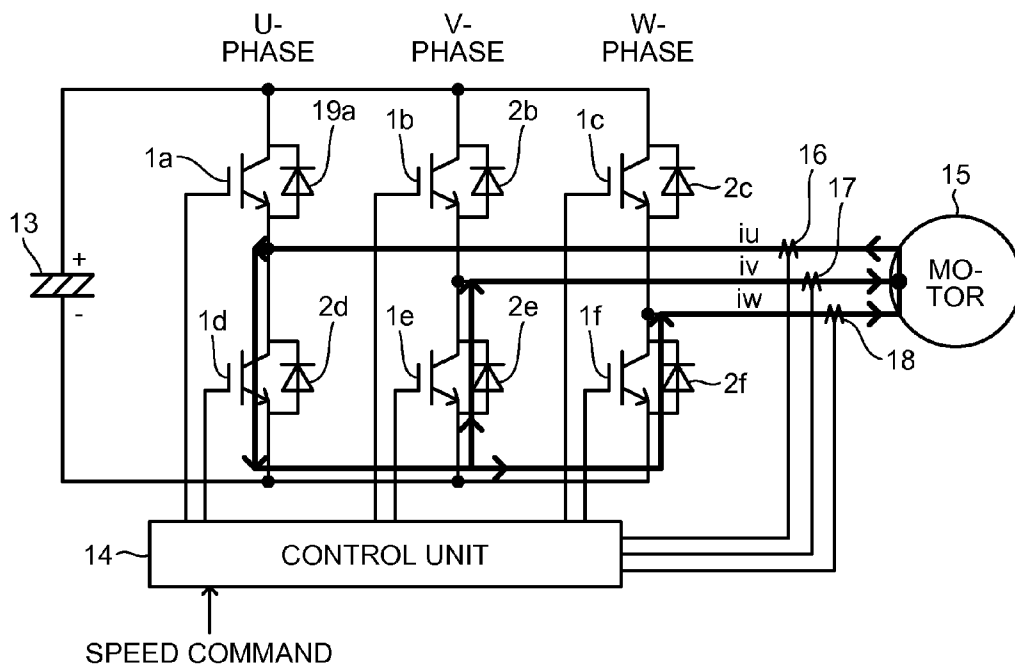 U-
PHASE
V-
PHASE
W-
PHASE
19a
1b
2b
1c
1a
2c
16
17
15
13
+
-
iu
iv
iw
MO-
TOR
18
1d
2d
1e
2e
1f
2f
14
CONTROL UNIT
SPEED COMMAND